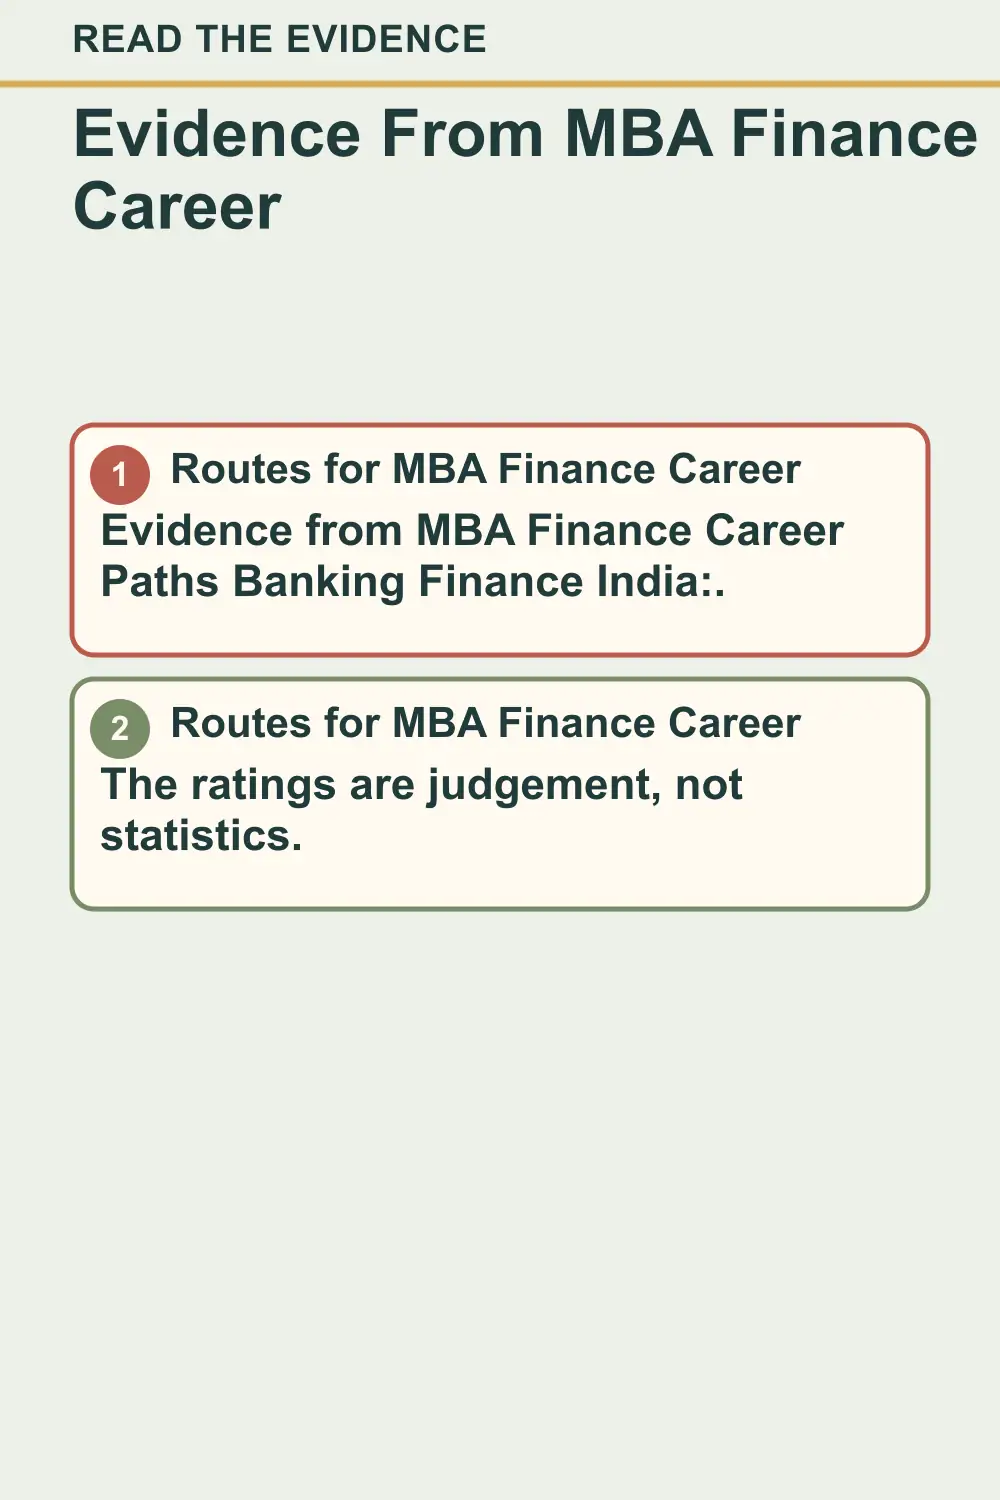 READ THE EVIDENCE
Evidence From MBA Finance
Career
1
Routes for MBA Finance Career
Evidence from MBA Finance Career
Paths Banking Finance India:.
2
Routes for MBA Finance Career
The ratings are judgement, not
statistics.